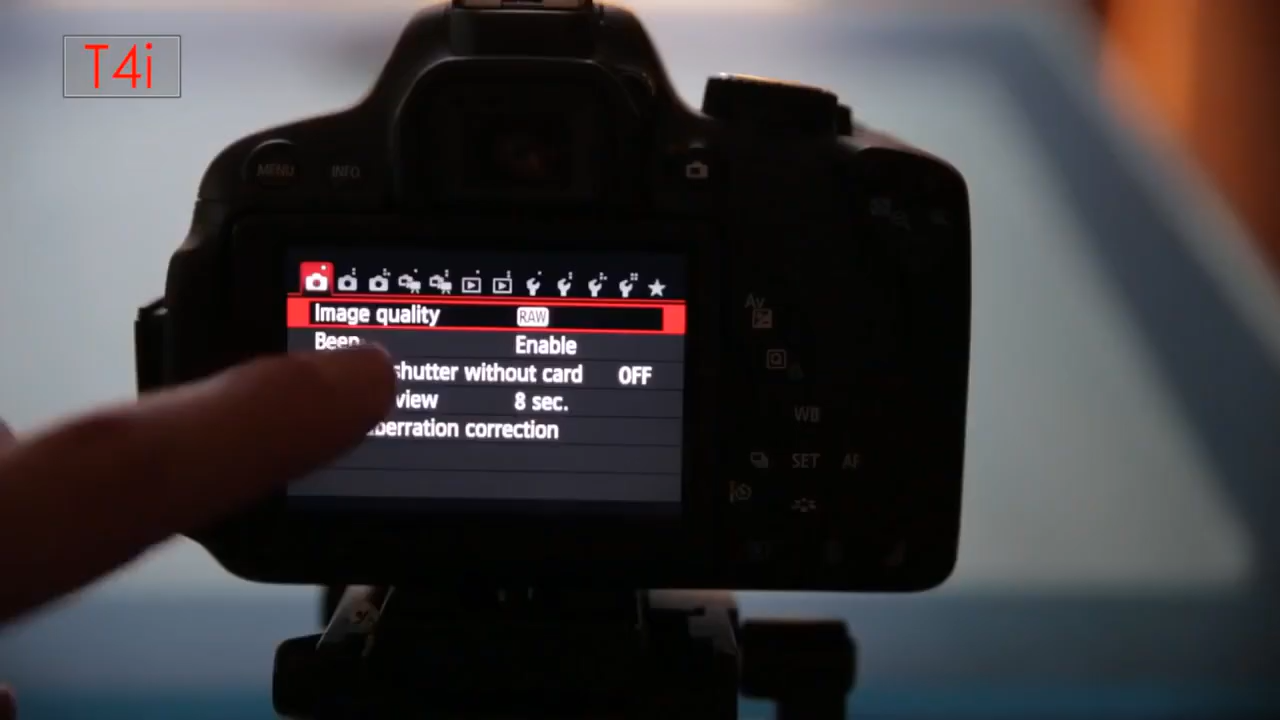 T4i
MENU INFO
Image quality RAW
Beep Enable
shutter without card OFF
view 8 sec.
berration correction
Av
Q
WB
SET AF